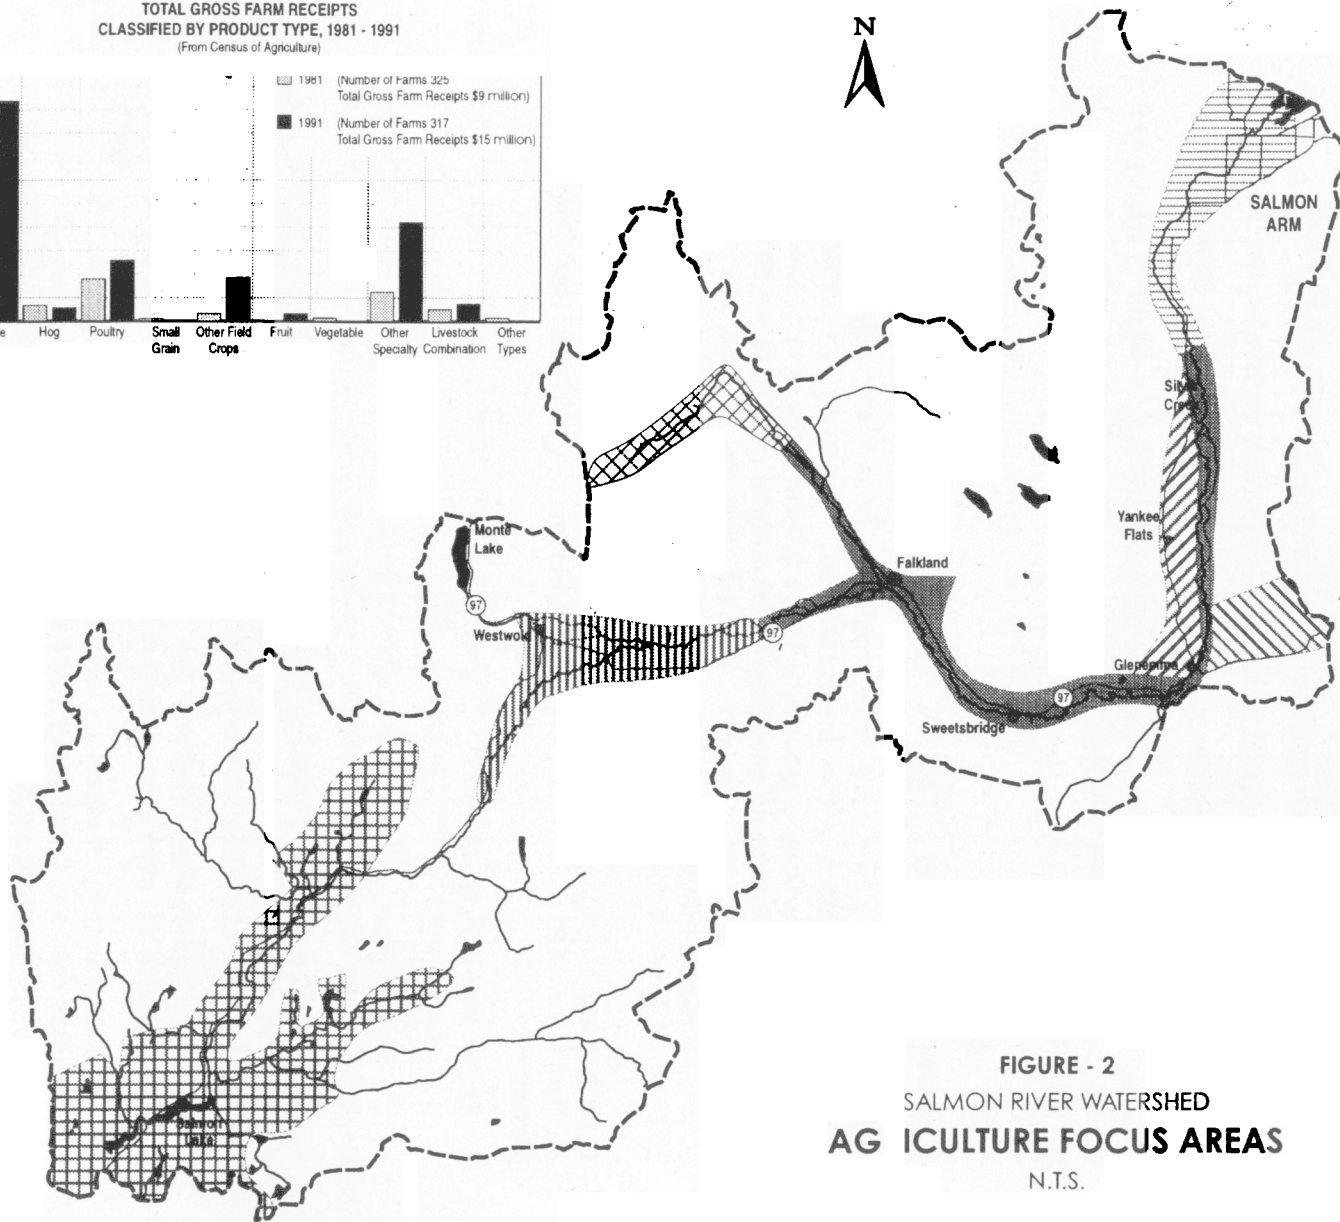 TOTAL GROSS FARM RECEIPTS
CLASSIFIED BY PRODUCT TYPE, 1981 - 1991
(From Census of Agriculture)
1981 (Number of Farms 325
Total Gross Farm Receipts $9 million)
1991 (Number of Farms 317
Total Gross Farm Receipts $15 million)
e
Hog
Poultry
Small
Grain
Other Field
Crops
Fruit
Vegetable
Other
Specialty
Livestock
Combination
Other
Types
N
SALMON
ARM
Yankee
Flats
Monte
Lake
97
Westwold
Falkland
97
Glenemma
97
Sweetsbridge
Salmon
Lake
FIGURE - 2
SALMON RIVER WATERSHED
AG ICULTURE FOCUS AREAS
N.T.S.